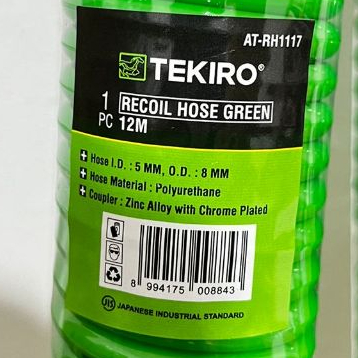 AT-RH1117
TEKIRO®
1 PC RECOIL HOSE GREEN
12M
Hose I.D. : 5 MM, O.D. : 8 MM
Hose Material : Polyurethane
Coupler : Zinc Alloy with Chrome Plated
8 994175 008843
JIS JAPANESE INDUSTRIAL STANDARD